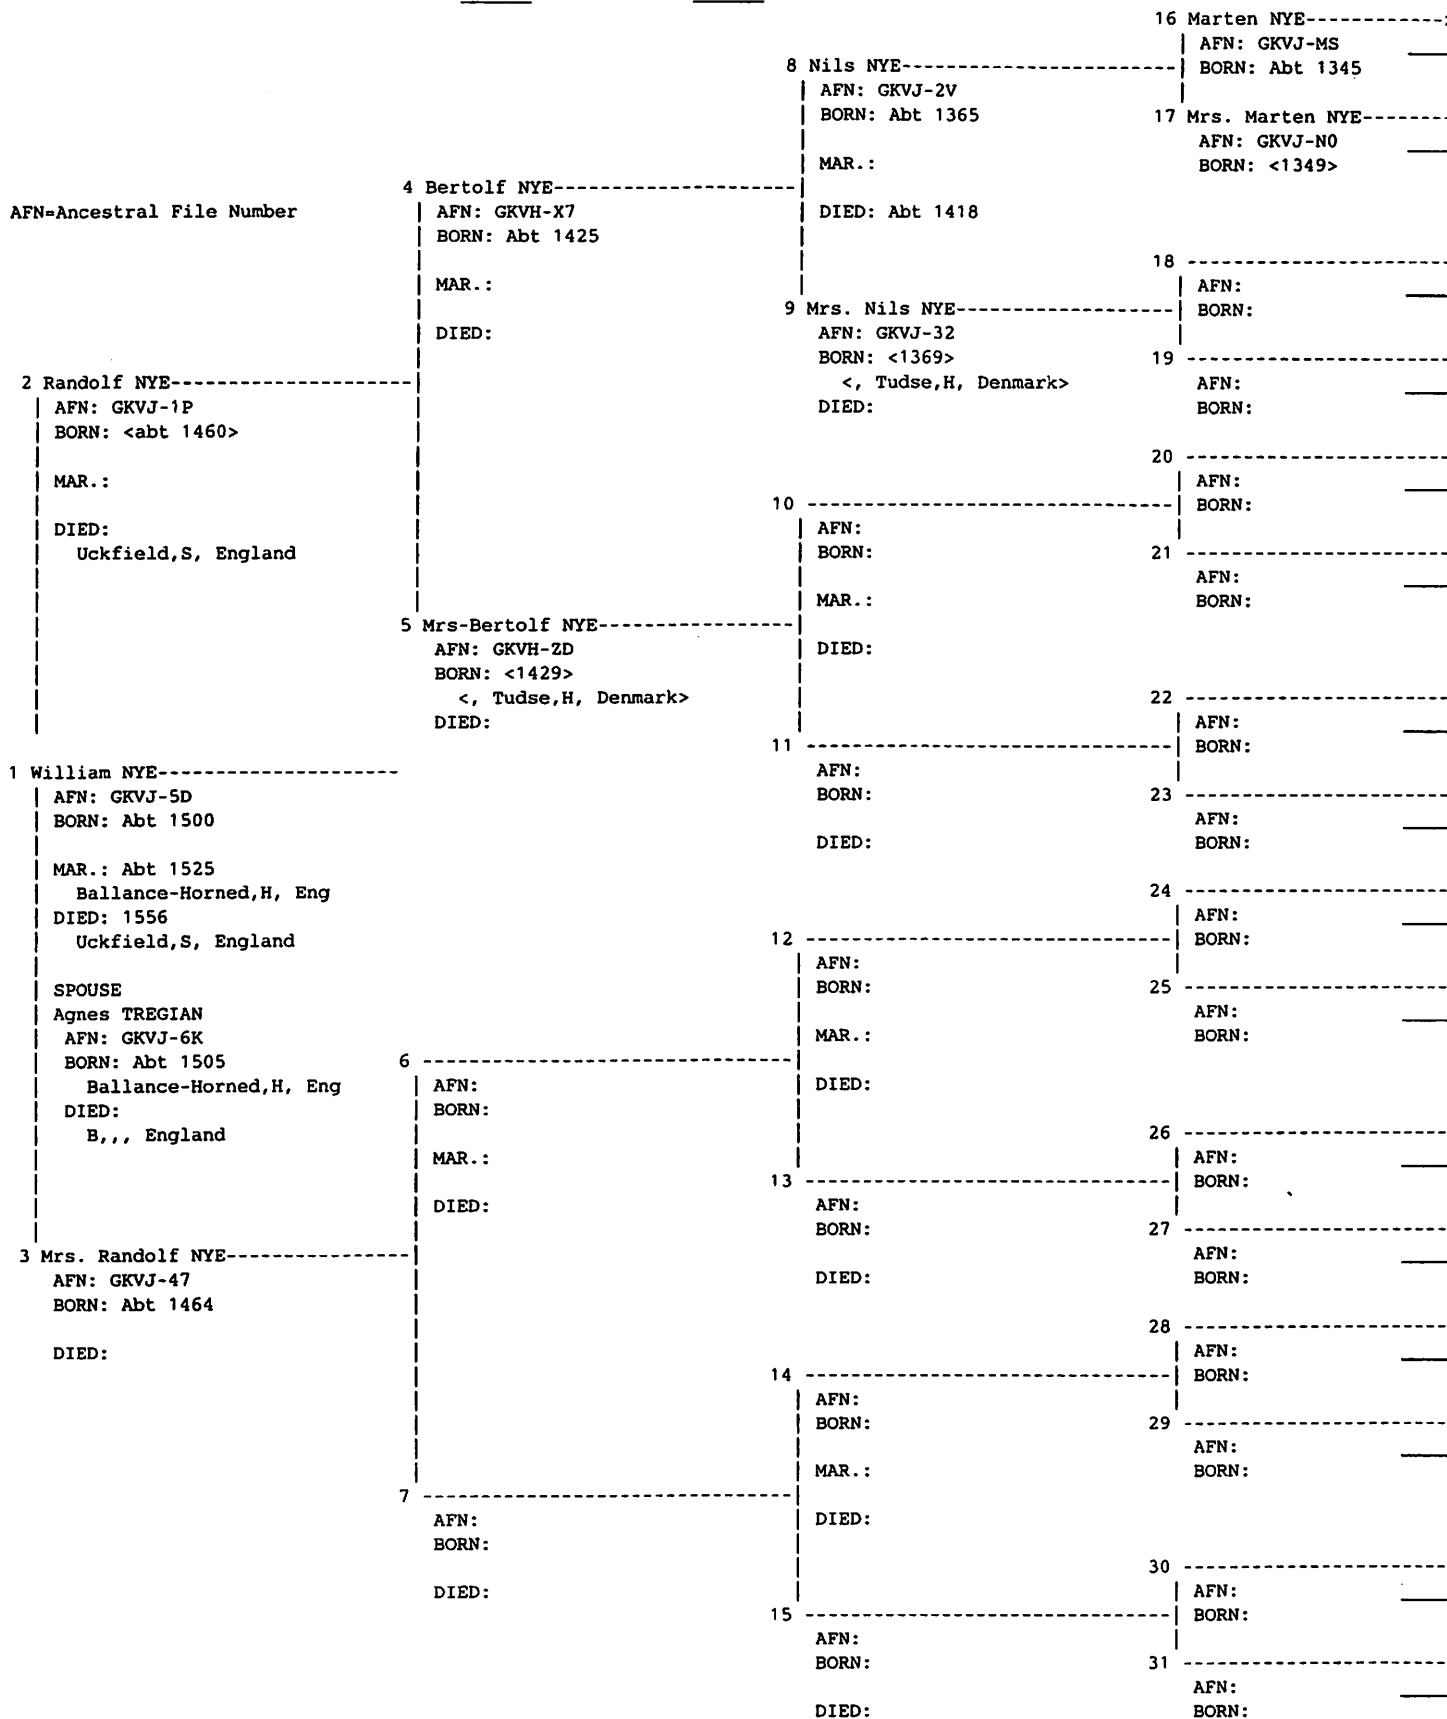 16 Marten NYE
AFN: GKVJ-MS
8 Nils NYE
BORN: Abt 1345
AFN: GKVJ-2V
BORN: Abt 1365
17 Mrs. Marten NYE
AFN: GKVJ-N0
MAR.:
BORN: <1349>
4 Bertolf NYE
AFN=Ancestral File Number
AFN: GKVH-X7
DIED: Abt 1418
BORN: Abt 1425
18
MAR.:
AFN:
9 Mrs. Nils NYE
BORN:
DIED:
AFN: GKVJ-32
BORN: <1369>
19
2 Randolf NYE
<, Tudse,H, Denmark>
AFN:
AFN: GKVJ-1P
DIED:
BORN:
BORN: <abt 1460>
20
MAR.:
AFN:
10
BORN:
DIED:
AFN:
Uckfield,S, England
BORN:
21
AFN:
MAR.:
BORN:
5 Mrs-Bertolf NYE
AFN: GKVH-ZD
DIED:
BORN: <1429>
<, Tudse,H, Denmark>
22
DIED:
AFN:
11
BORN:
1 William NYE
AFN:
AFN: GKVJ-5D
BORN:
23
BORN: Abt 1500
AFN:
DIED:
BORN:
MAR.: Abt 1525
Ballance-Horned,H, Eng
24
DIED: 1556
AFN:
Uckfield,S, England
12
BORN:
AFN:
SPOUSE
BORN:
25
Agnes TREGIAN
AFN:
AFN: GKVJ-6K
MAR.:
BORN:
BORN: Abt 1505
6
Ballance-Horned,H, Eng
AFN:
DIED:
DIED:
BORN:
B,,, England
26
MAR.:
AFN:
13
BORN:
DIED:
AFN:
BORN:
27
3 Mrs. Randolf NYE
AFN:
AFN: GKVJ-47
DIED:
BORN:
BORN: Abt 1464
28
DIED:
AFN:
14
BORN:
AFN:
BORN:
29
AFN:
MAR.:
BORN:
7
AFN:
DIED:
BORN:
30
DIED:
AFN:
15
BORN:
AFN:
BORN:
31
AFN:
DIED:
BORN: